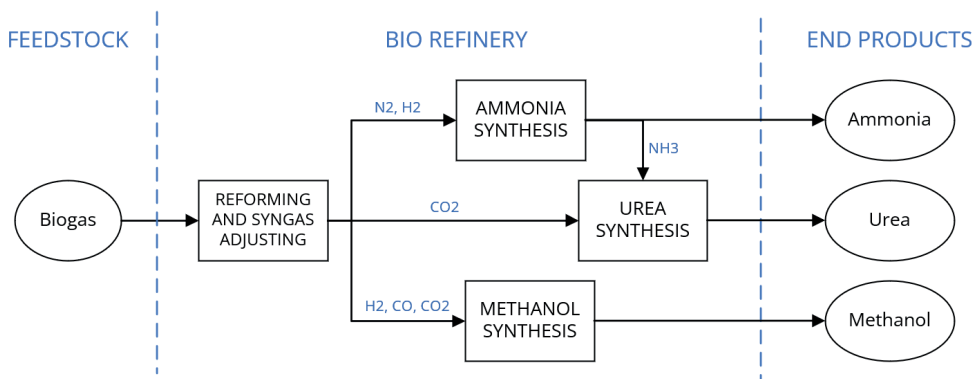 FEEDSTOCK
BIO REFINERY
END PRODUCTS
N2, H2
AMMONIA
SYNTHESIS
Ammonia
NH3
Biogas
REFORMING
AND SYNGAS
ADJUSTING
CO2
UREA
SYNTHESIS
Urea
H2, CO, CO2
METHANOL
SYNTHESIS
Methanol